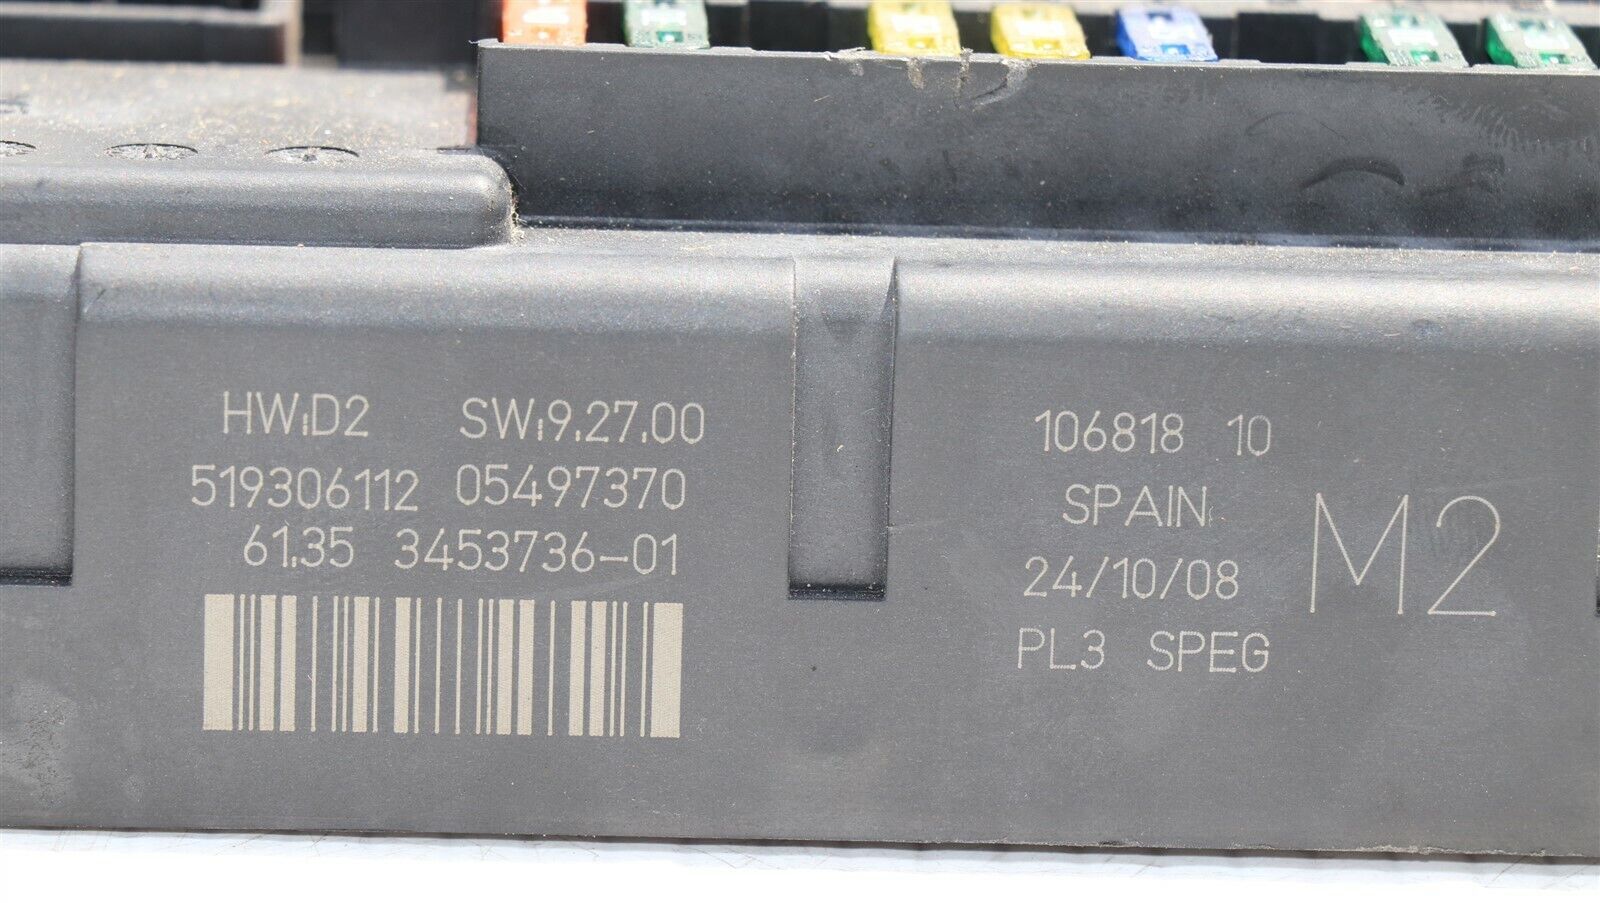 HW:D2 SW:9.27.00
519306112 05497370
61.35 3453736-01
106818 10
SPAIN
24/10/08
PL3 SPEG
M2